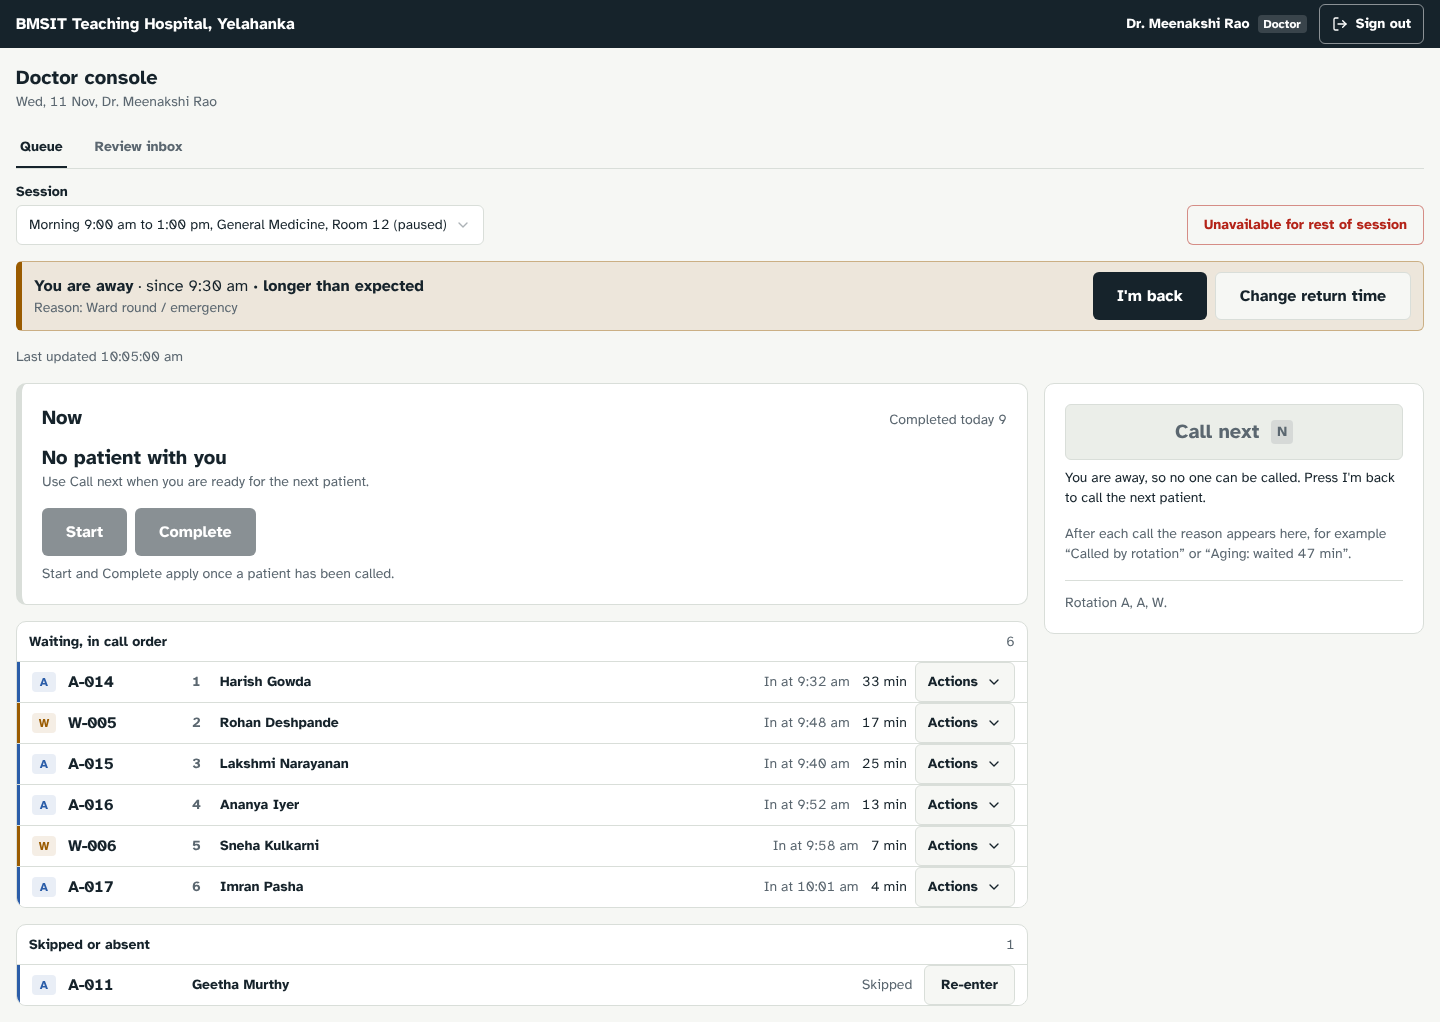 BMSIT Teaching Hospital, Yelahanka
Dr. Meenakshi Rao Doctor Sign out
Doctor console
Wed, 11 Nov, Dr. Meenakshi Rao
Queue Review inbox
Session
Morning 9:00 am to 1:00 pm, General Medicine, Room 12 (paused)
Unavailable for rest of session
You are away · since 9:30 am • longer than expected
Reason: Ward round / emergency
I'm back Change return time
Last updated 10:05:00 am
Now
Completed today 9
No patient with you
Use Call next when you are ready for the next patient.
Start Complete
Start and Complete apply once a patient has been called.
Call next N
You are away, so no one can be called. Press I'm back
to call the next patient.
After each call the reason appears here, for example
“Called by rotation” or “Aging: waited 47 min”.
Rotation A, A, W.
Waiting, in call order 6
A A-014 1 Harish Gowda In at 9:32 am 33 min Actions
W W-005 2 Rohan Deshpande In at 9:48 am 17 min Actions
A A-015 3 Lakshmi Narayanan In at 9:40 am 25 min Actions
A A-016 4 Ananya Iyer In at 9:52 am 13 min Actions
W W-006 5 Sneha Kulkarni In at 9:58 am 7 min Actions
A A-017 6 Imran Pasha In at 10:01 am 4 min Actions
Skipped or absent 1
A A-011 Geetha Murthy Skipped Re-enter